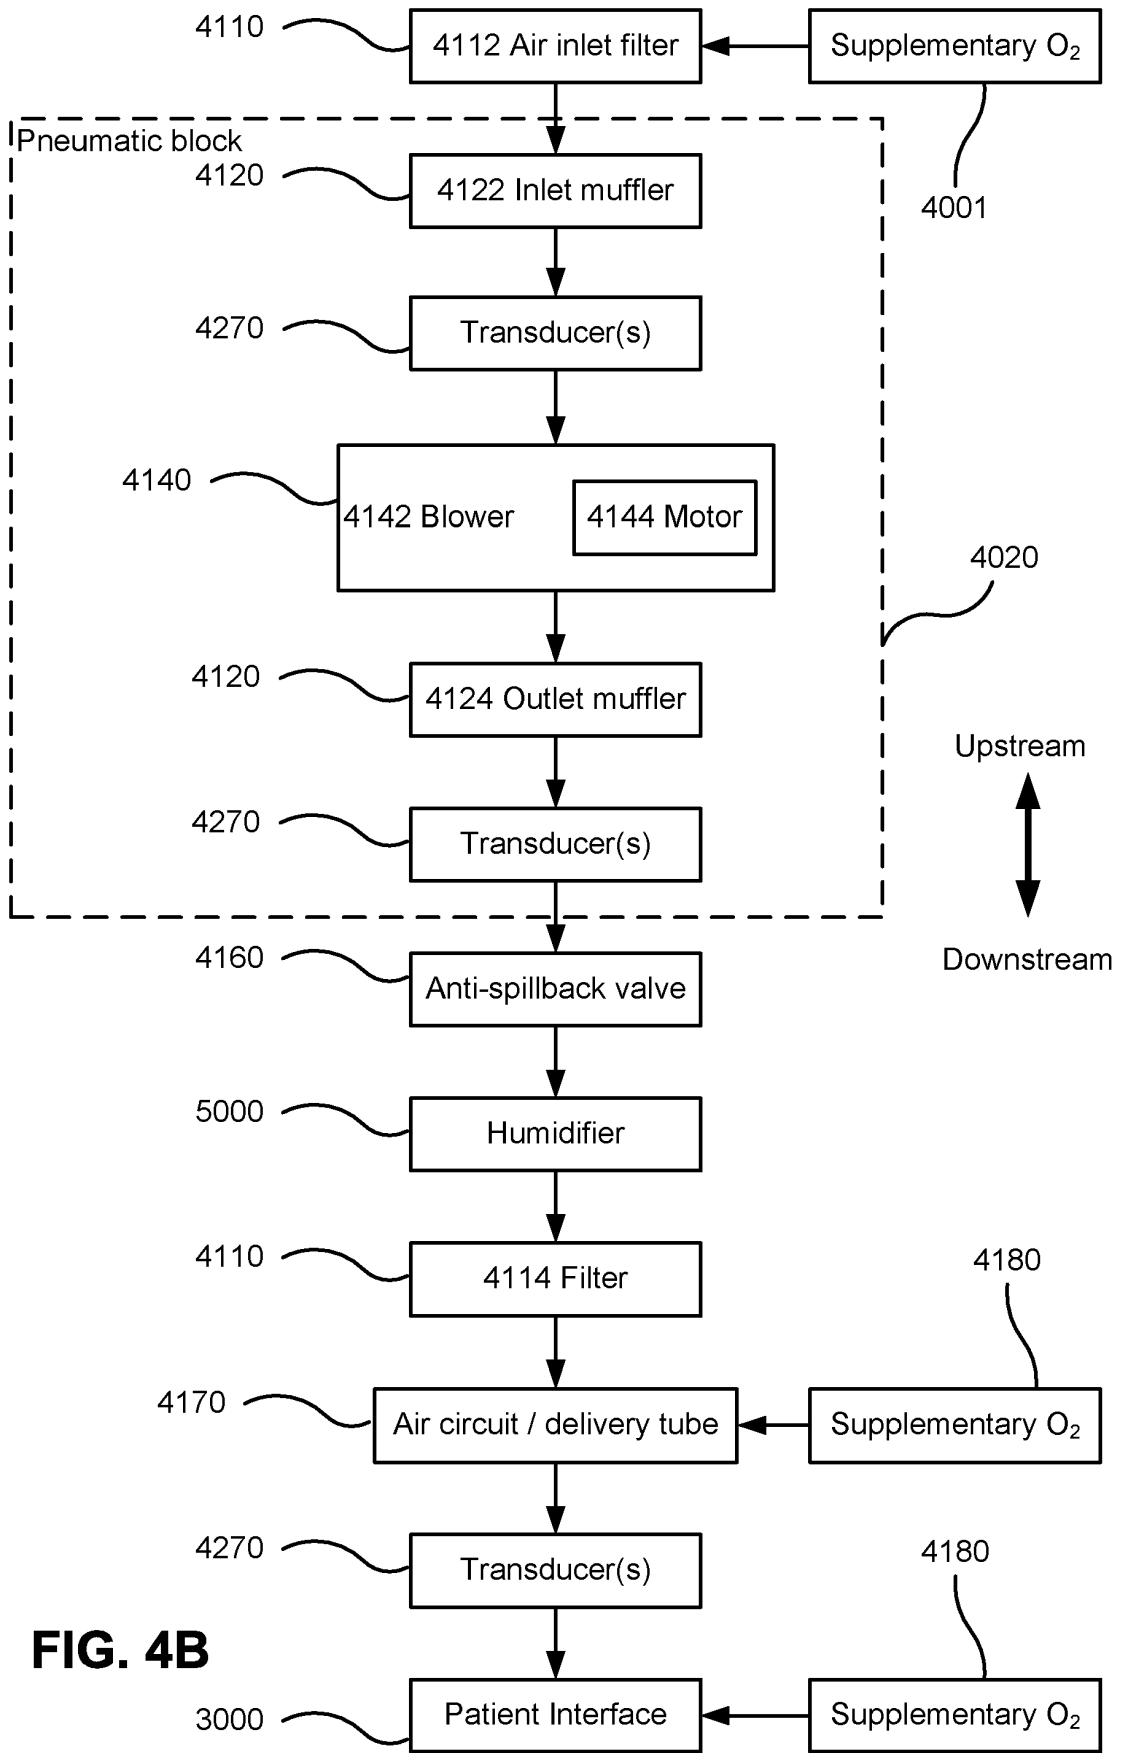 4110
4112 Air inlet filter
Supplementary O₂
Pneumatic block
4120
4122 Inlet muffler
4001
4270
Transducer(s)
4140
4142 Blower
4144 Motor
4020
4120
4124 Outlet muffler
Upstream
4270
Transducer(s)
4160
Anti-spillback valve
Downstream
5000
Humidifier
4110
4114 Filter
4180
4170
Air circuit / delivery tube
Supplementary O₂
4270
Transducer(s)
4180
FIG. 4B
3000
Patient Interface
Supplementary O₂